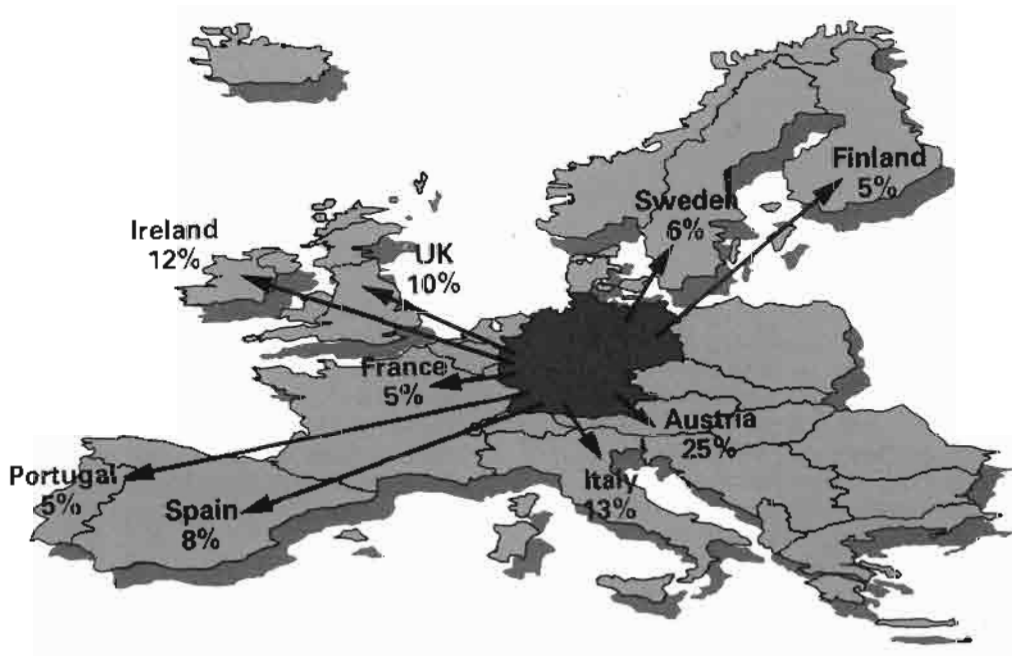 Finland
5%
Sweden
6%
Ireland
12%
UK
10%
France
5%
Austria
25%
Portugal
5%
Italy
13%
Spain
8%